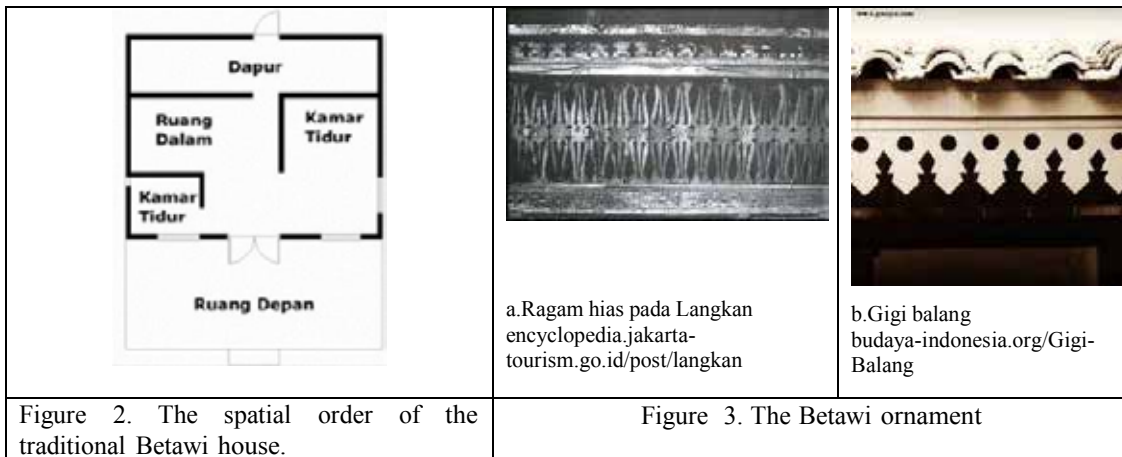 Dapur
Ruang
Dalam
Kamar
Tidur
Kamar
Tidur
Ruang Depan
a.Ragam hias pada Langkan
encyclopedia.jakarta-
tourism.go.id/post/langkan
b.Gigi balang
budaya-indonesia.org/Gigi-
Balang
Figure 2. The spatial order of the
traditional Betawi house.
Figure 3. The Betawi ornament